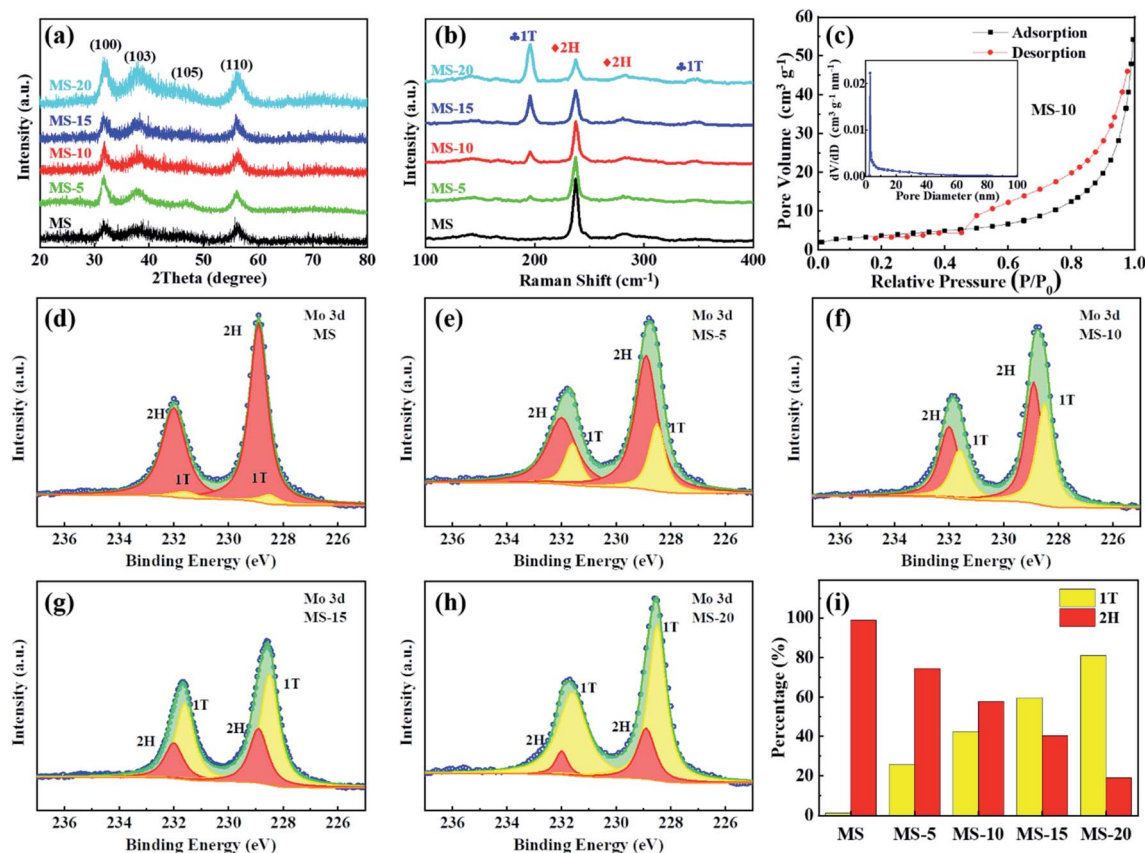 (a)
(100)
(103)
(105)
(110)
MS-20
MS-15
MS-10
MS-5
MS
Intensity (a.u.)
20 30 40 50 60 70 80
2Theta (degree)
(b)
♣1T
♦2H
♦2H
♣1T
MS-20
MS-15
MS-10
MS-5
MS
Intensity (a.u.)
100 200 300 400
Raman Shift (cm-1)
(c)
Adsorption
Desorption
MS-10
Pore Volume (cm3 g-1)
60
50
40
30
20
10
0
0.0 0.2 0.4 0.6 0.8 1.0
Relative Pressure (P/P0)
dV/dD (cm3 g-1 nm-1)
0.02
0.01
0.00
0 20 40 60 80 100
Pore Diameter (nm)
(d)
Mo 3d
MS
2H
2H
1T
1T
Intensity (a.u.)
236 234 232 230 228 226
Binding Energy (eV)
(e)
Mo 3d
MS-5
2H
2H
1T
1T
Intensity (a.u.)
236 234 232 230 228 226
Binding Energy (eV)
(f)
Mo 3d
MS-10
2H
1T
2H
1T
Intensity (a.u.)
236 234 232 230 228 226
Binding Energy (eV)
(g)
Mo 3d
MS-15
1T
1T
2H
2H
Intensity (a.u.)
236 234 232 230 228 226
Binding Energy (eV)
(h)
Mo 3d
MS-20
1T
1T
2H
2H
Intensity (a.u.)
236 234 232 230 228 226
Binding Energy (eV)
(i)
1T
2H
Percentage (%)
100
80
60
40
20
0
MS MS-5 MS-10 MS-15 MS-20